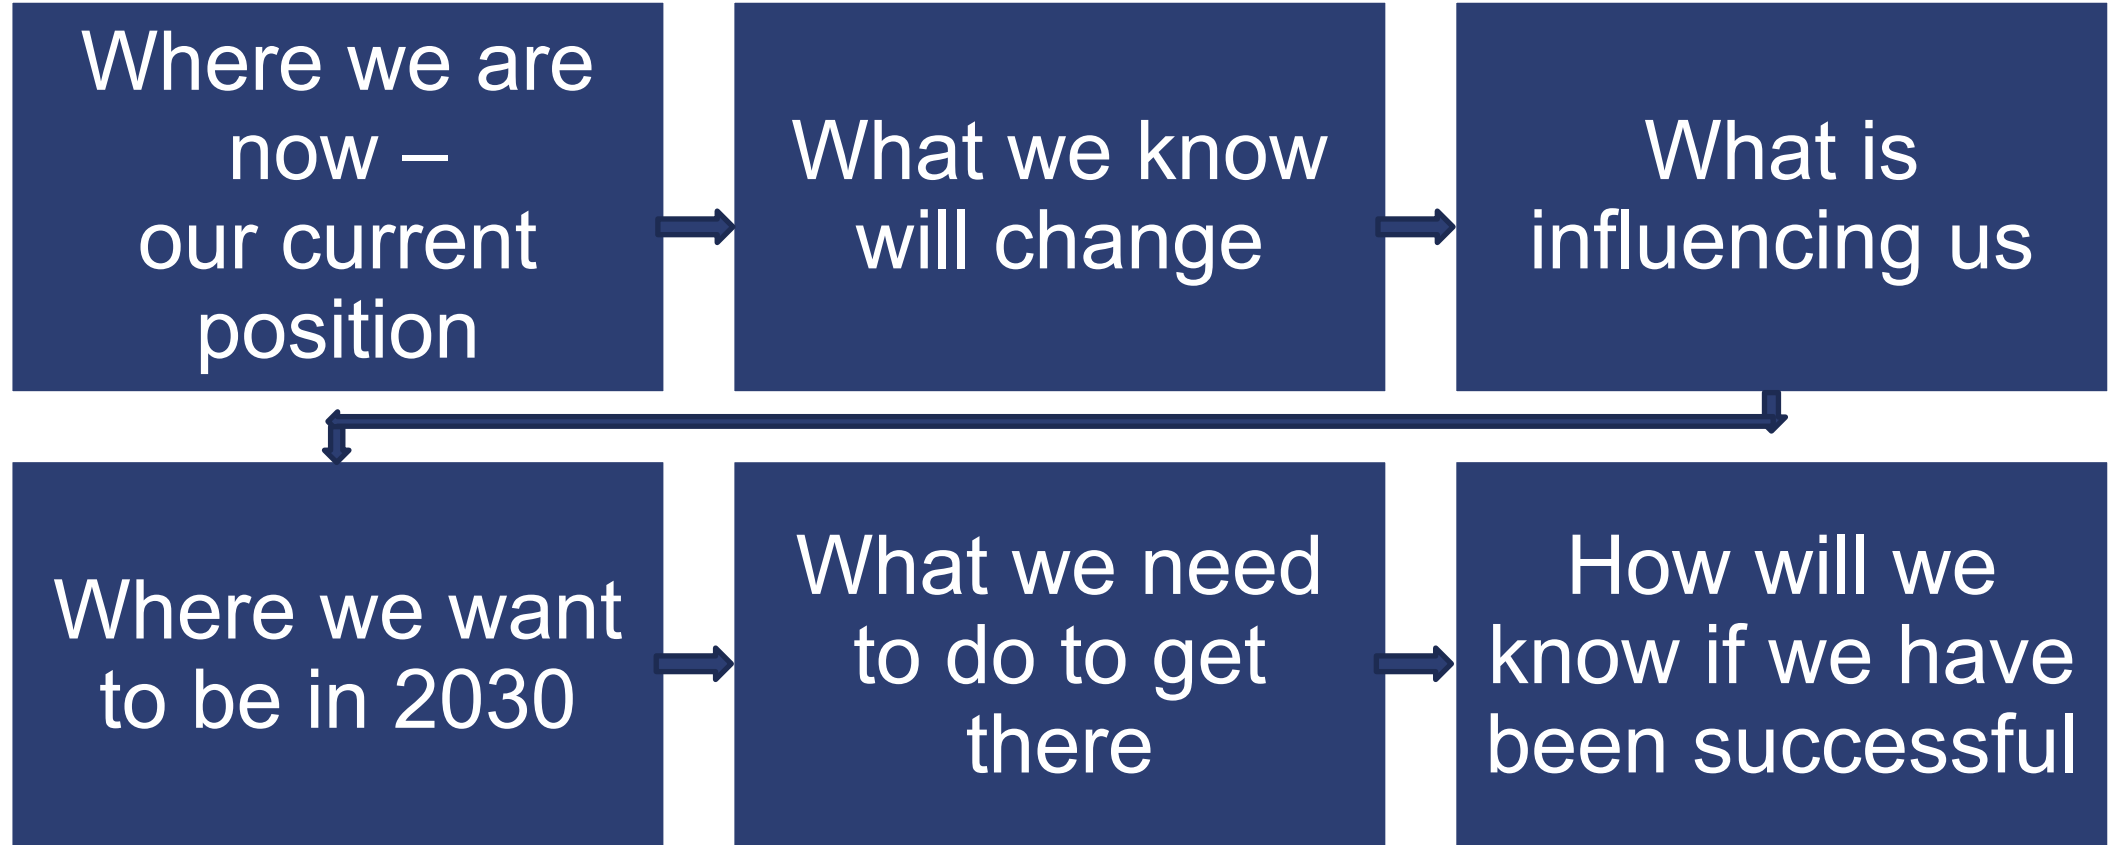 Where we are
now –
our current
position
What we know
will change
What is
influencing us
Where we want
to be in 2030
What we need
to do to get
there
How will we
know if we have
been successful